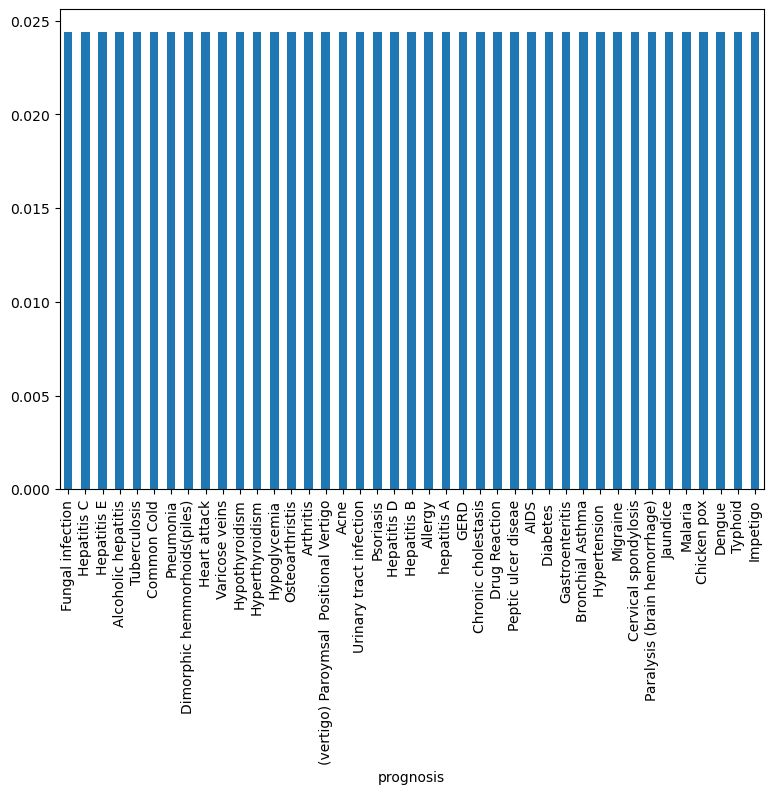 0.025
0.020
0.015
0.010
0.005
0.000
Fungal infection
Hepatitis C
Hepatitis E
Alcoholic hepatitis
Tuberculosis
Common Cold
Pneumonia
Dimorphic hemmorhoids(piles)
Heart attack
Varicose veins
Hypothyroidism
Hyperthyroidism
Hypoglycemia
Osteoarthristis
Arthritis
(vertigo) Paroymsal  Positional Vertigo
Acne
Urinary tract infection
Psoriasis
Hepatitis D
Hepatitis B
Allergy
hepatitis A
GERD
Chronic cholestasis
Drug Reaction
Peptic ulcer diseae
AIDS
Diabetes
Gastroenteritis
Bronchial Asthma
Hypertension
Migraine
Cervical spondylosis
Paralysis (brain hemorrhage)
Jaundice
Malaria
Chicken pox
Dengue
Typhoid
Impetigo
prognosis